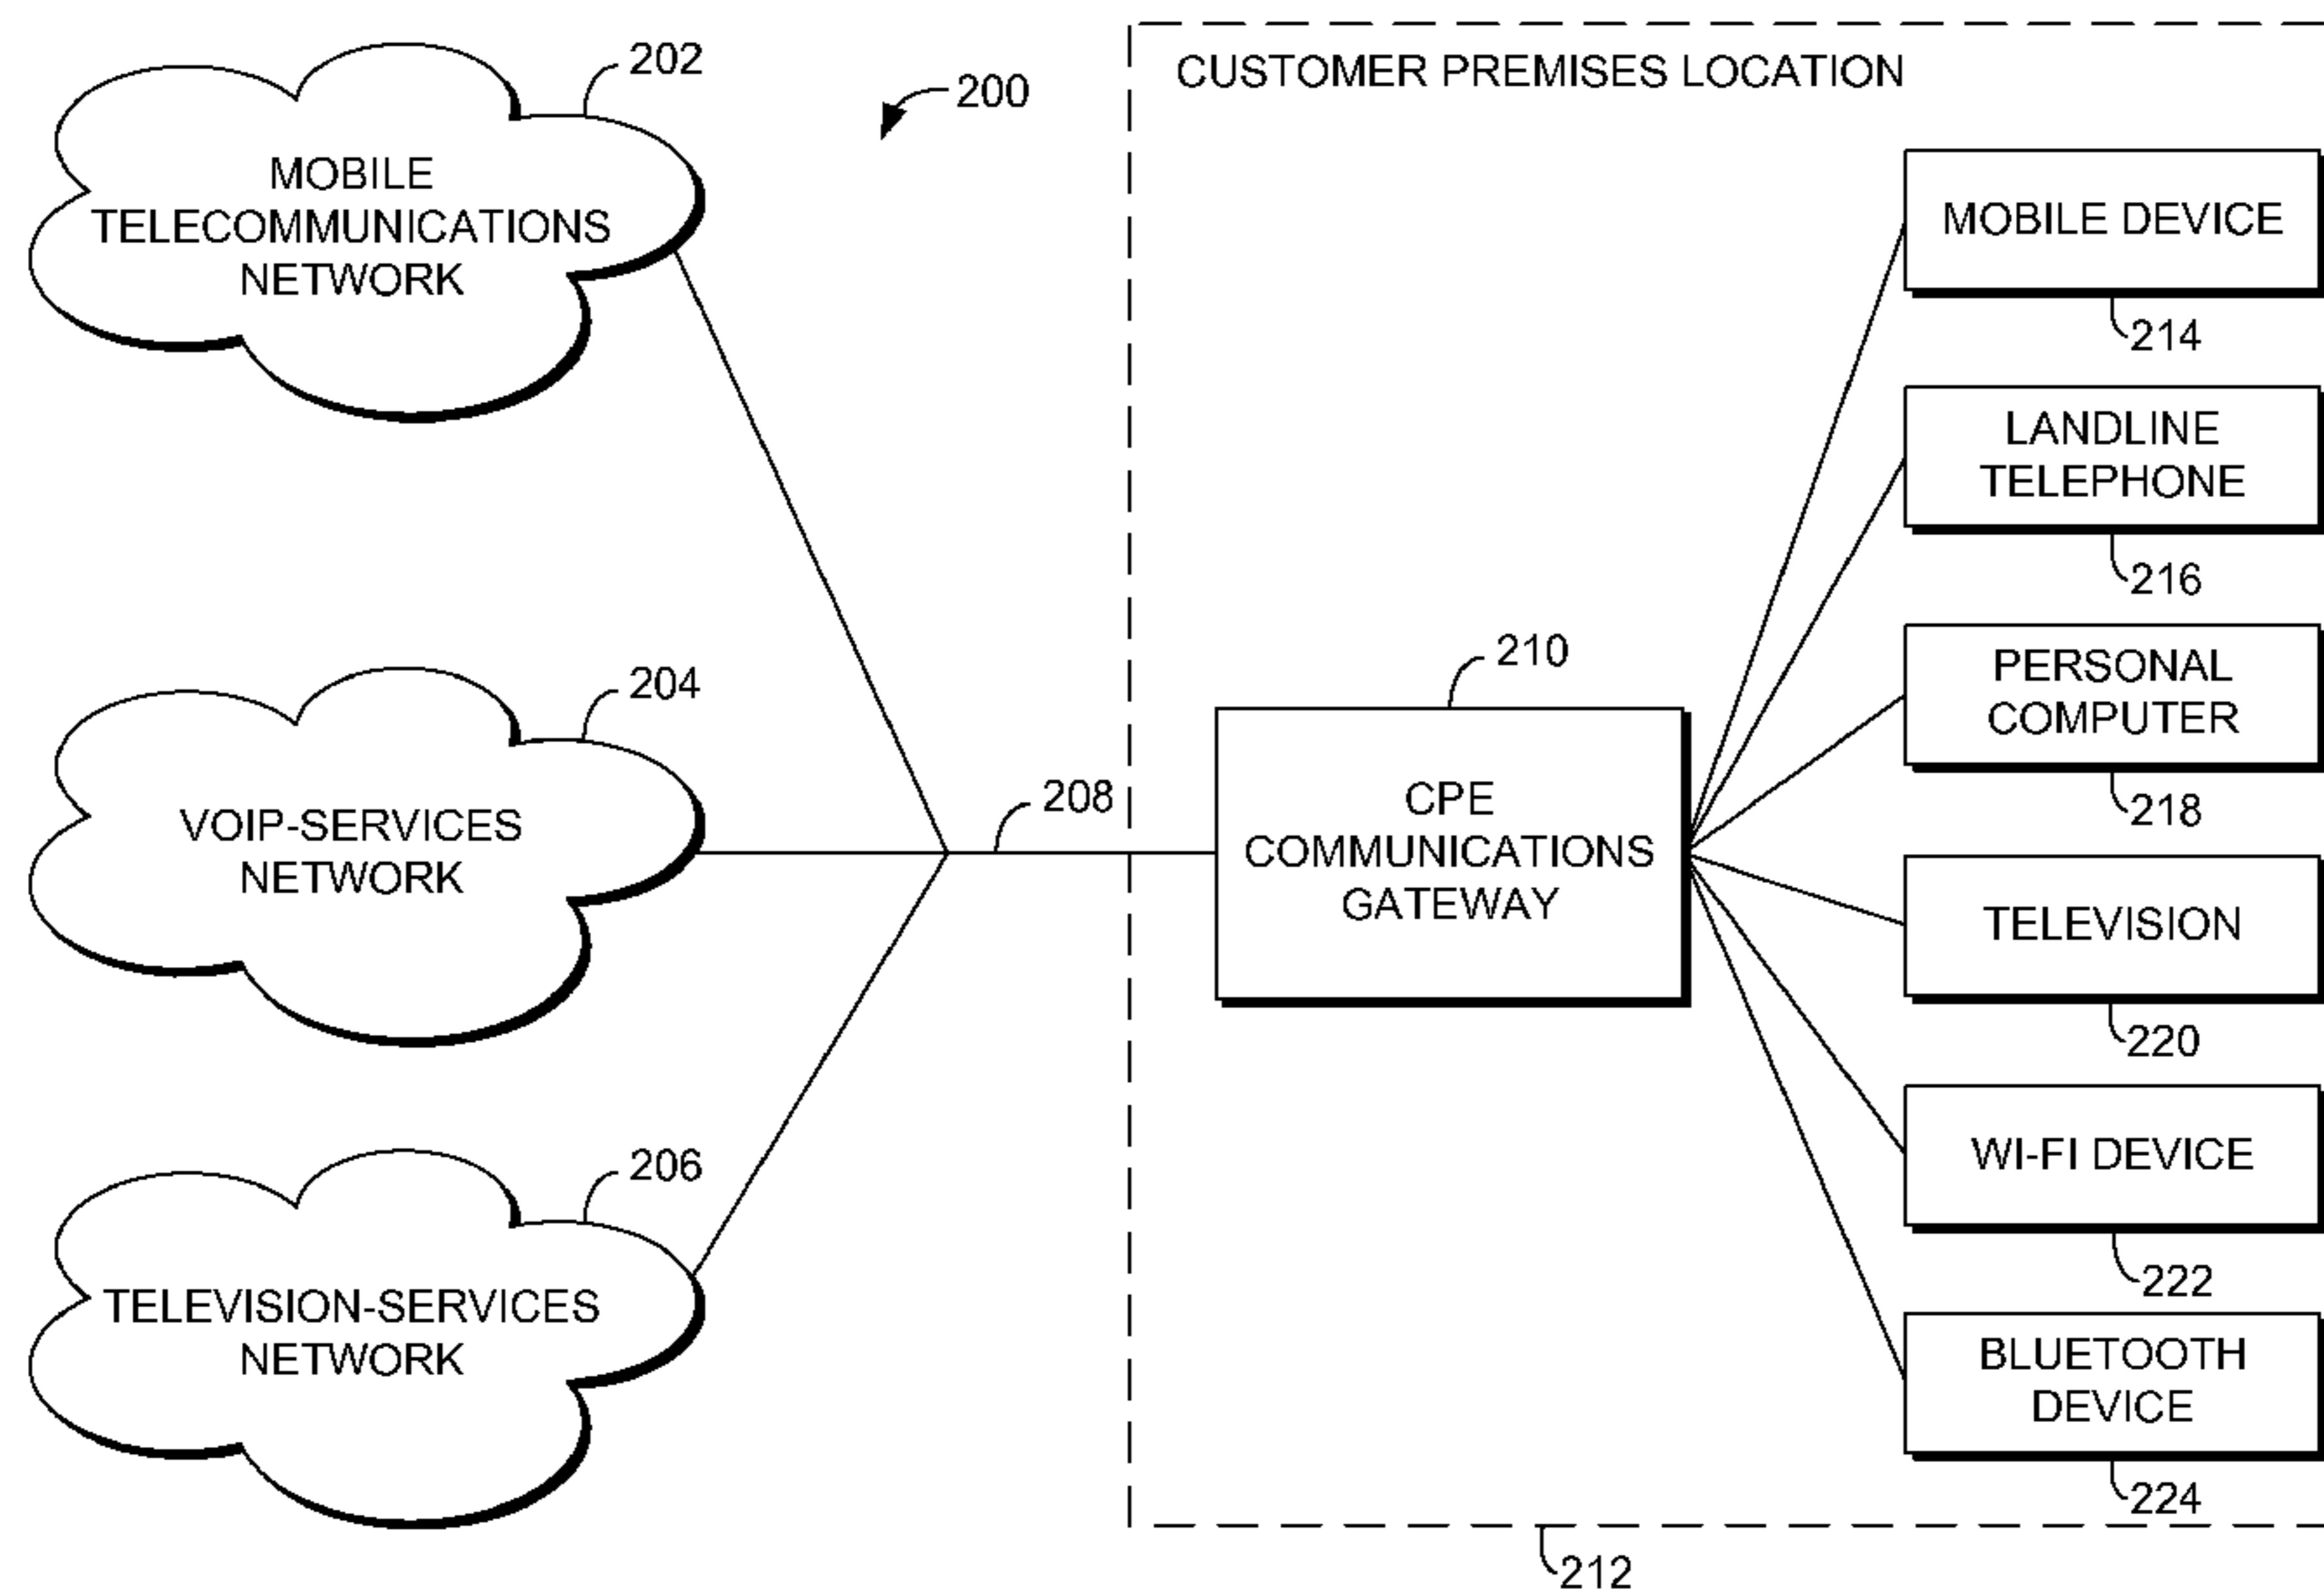 202
MOBILE
TELECOMMUNICATIONS
NETWORK
200
204
VOIP-SERVICES
NETWORK
206
TELEVISION-SERVICES
NETWORK
208
CUSTOMER PREMISES LOCATION
210
CPE
COMMUNICATIONS
GATEWAY
MOBILE DEVICE
214
LANDLINE
TELEPHONE
216
PERSONAL
COMPUTER
218
TELEVISION
220
WI-FI DEVICE
222
BLUETOOTH
DEVICE
224
212